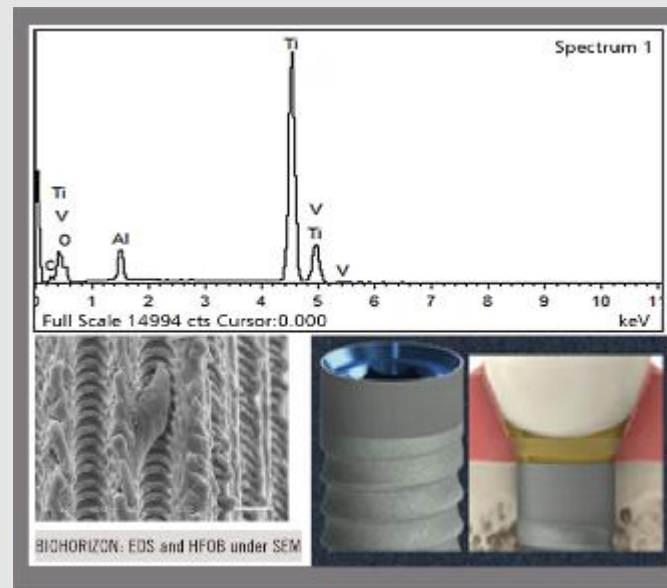 Ti
Spectrum 1
Ti
V
V
O
Al
Ti
C
V
0 1 2 3 4 5 6 7 8 9 10 11
Full Scale 14994 cts Cursor:0.000 keV
BIOHORIZON: EDS and HFOB under SEM